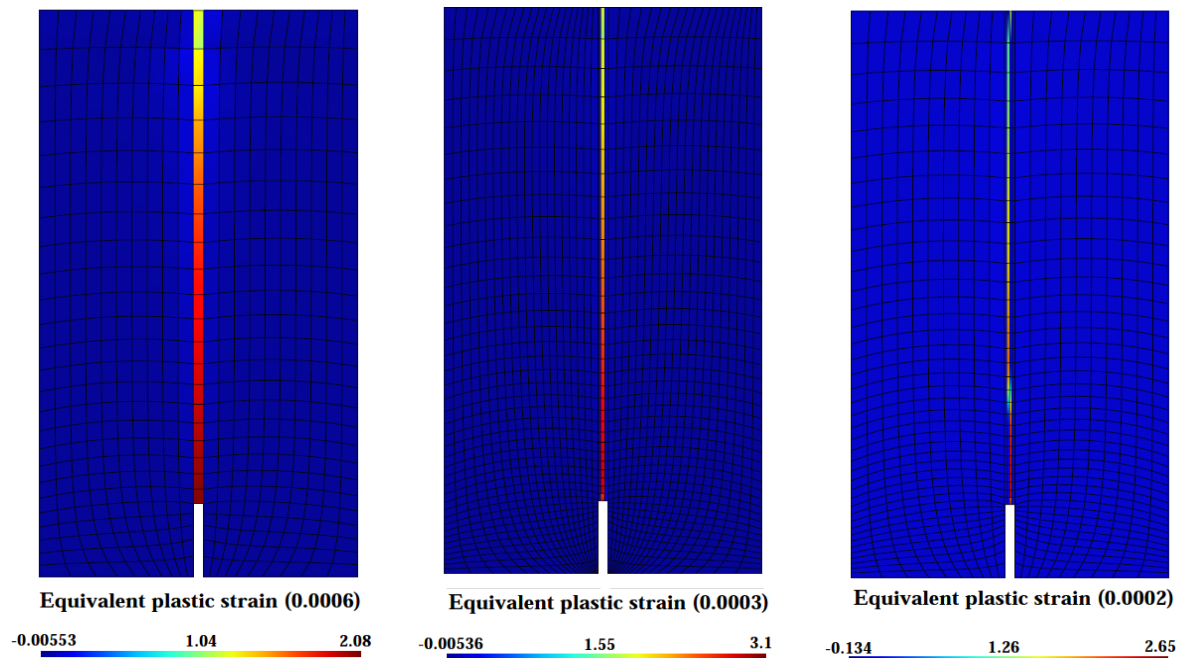 Equivalent plastic strain (0.0006)
-0.00553 1.04 2.08
Equivalent plastic strain (0.0003)
-0.00536 1.55 3.1
Equivalent plastic strain (0.0002)
-0.134 1.26 2.65